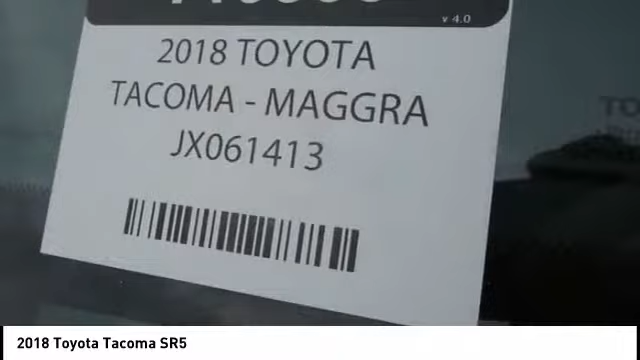 v 4.0
2018 TOYOTA
TACOMA - MAGGRA
JX061413
2018 Toyota Tacoma SR5